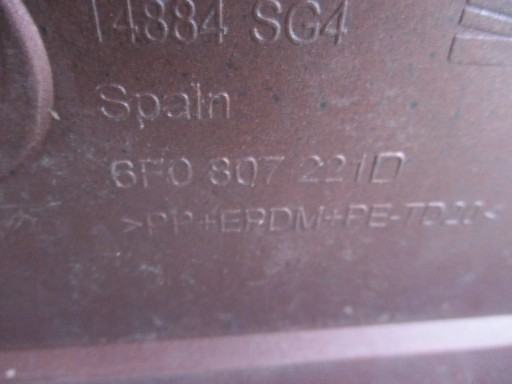 14884 SG4
Spain
6F0 807 221D
>PP+EPDM+PE-TD20<